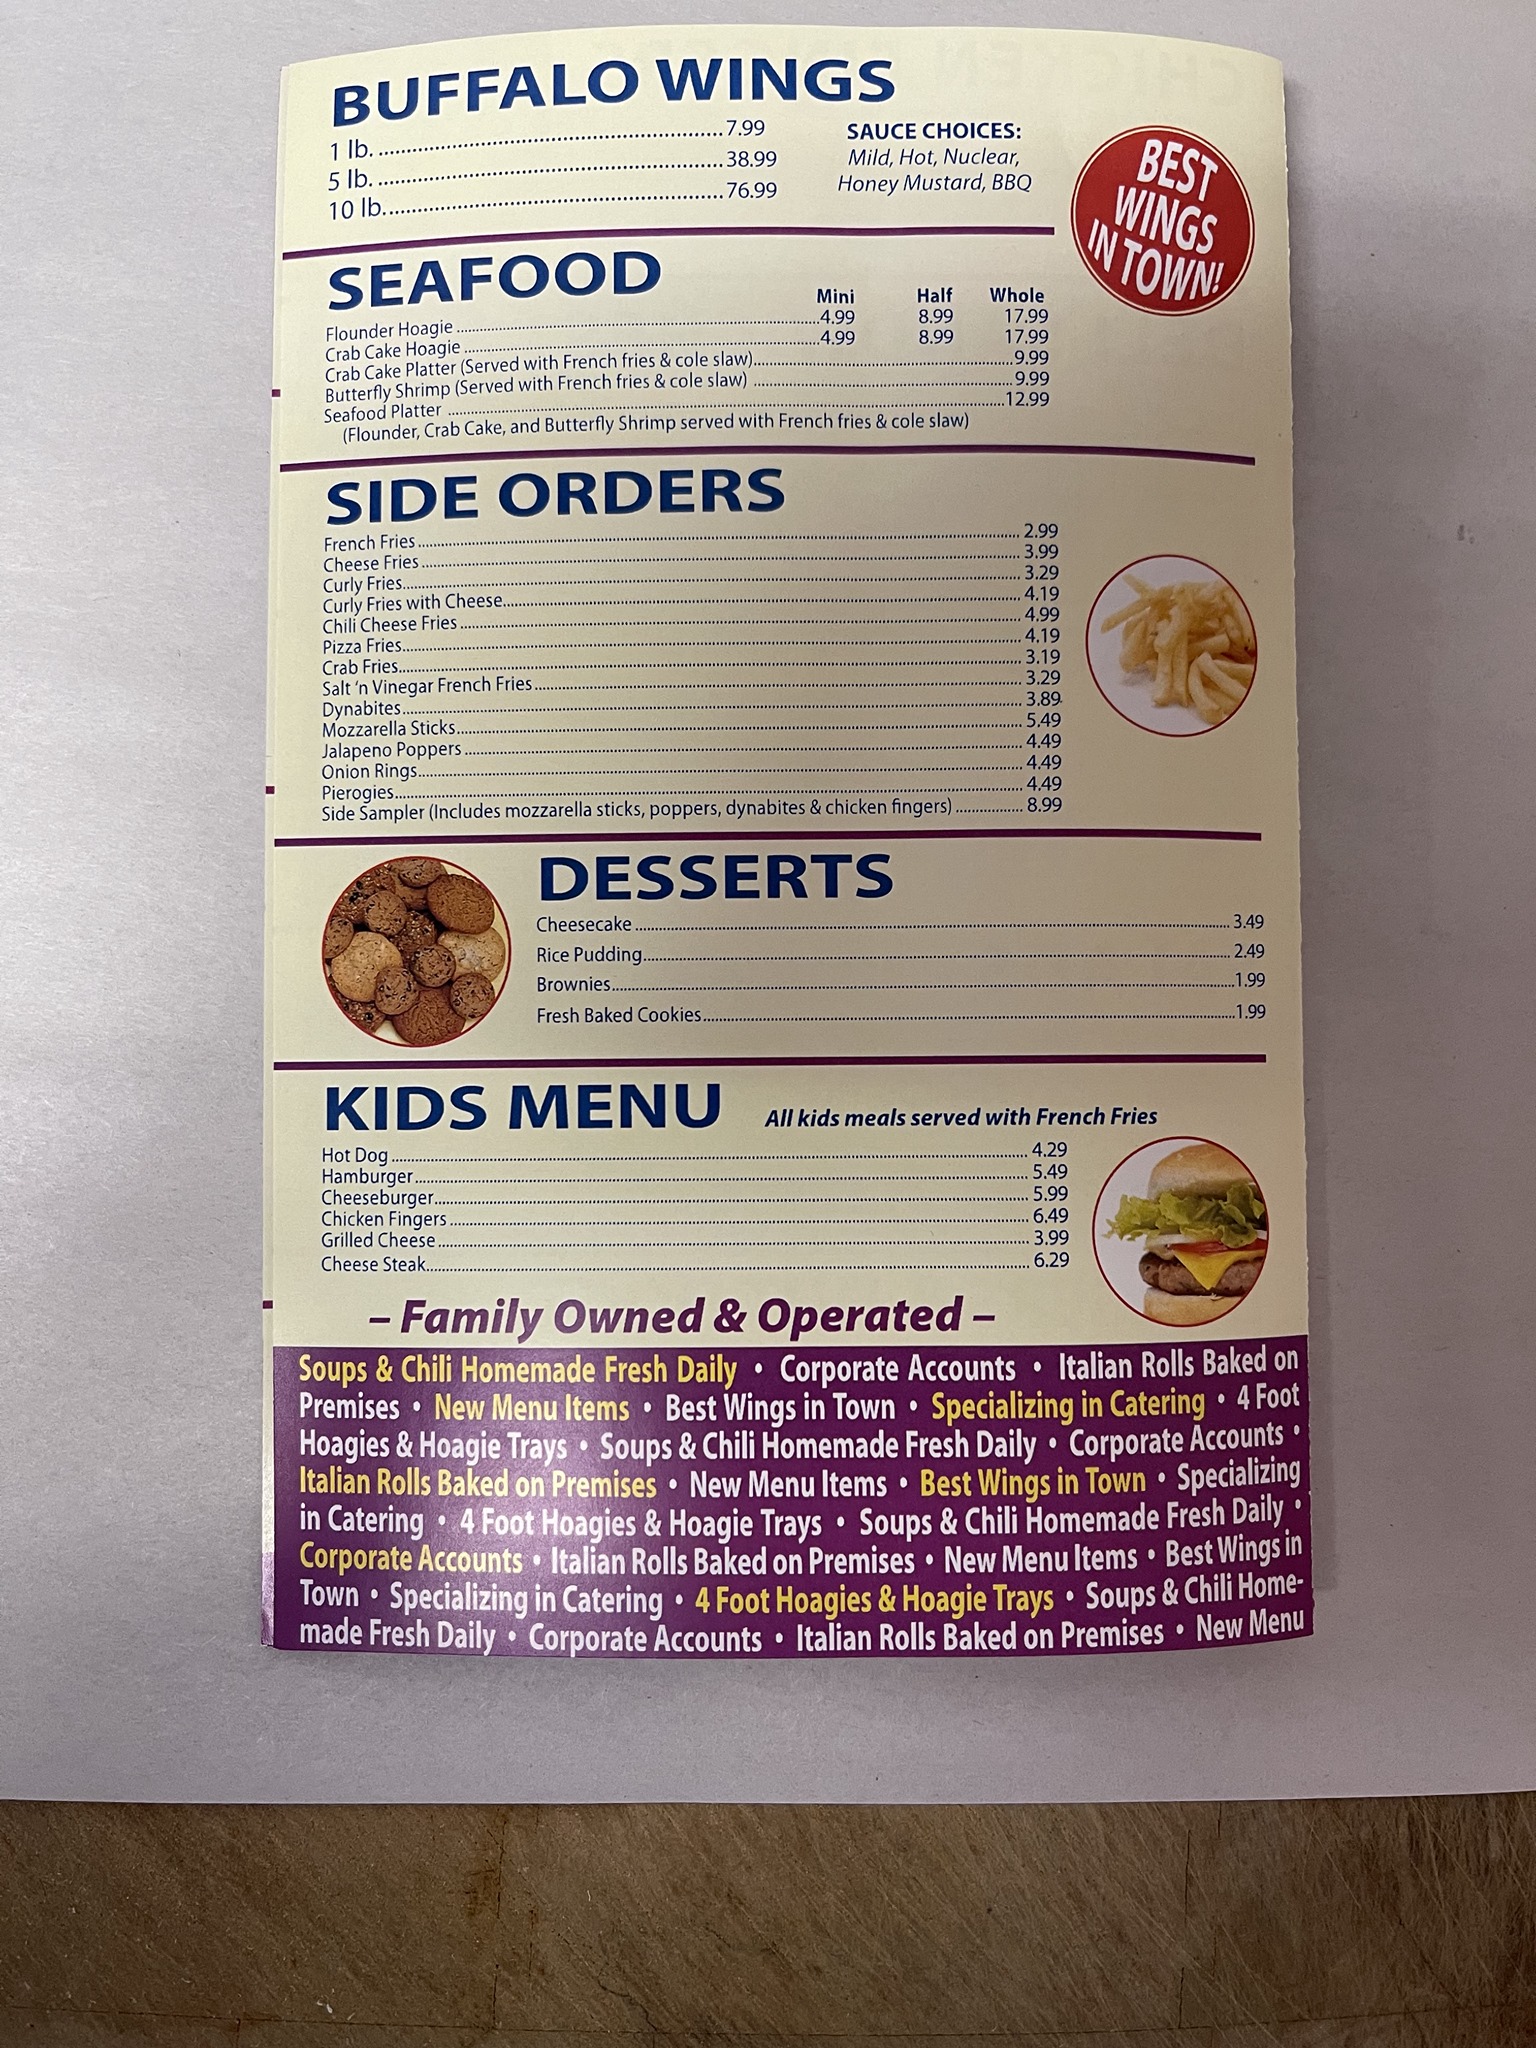 BUFFALO WINGS
1 lb. 7.99
5 lb. 38.99
10 lb. 76.99
SAUCE CHOICES:
Mild, Hot, Nuclear,
Honey Mustard, BBQ
BEST
WINGS
IN TOWN!
SEAFOOD
Mini Half Whole
Flounder Hoagie 4.99 8.99 17.99
Crab Cake Hoagie 4.99 8.99 17.99
Crab Cake Platter (Served with French fries & cole slaw) 9.99
Butterfly Shrimp (Served with French fries & cole slaw) 9.99
Seafood Platter 12.99
(Flounder, Crab Cake, and Butterfly Shrimp served with French fries & cole slaw)
SIDE ORDERS
French Fries 2.99
Cheese Fries 3.99
Curly Fries 3.29
Curly Fries with Cheese 4.19
Chili Cheese Fries 4.99
Pizza Fries 4.19
Crab Fries 3.19
Salt ‘n Vinegar French Fries 3.29
Dynabites 3.89
Mozzarella Sticks 5.49
Jalapeno Poppers 4.49
Onion Rings 4.49
Pierogies 4.49
Side Sampler (Includes mozzarella sticks, poppers, dynabites & chicken fingers) 8.99
DESSERTS
Cheesecake 3.49
Rice Pudding 2.49
Brownies 1.99
Fresh Baked Cookies 1.99
KIDS MENU All kids meals served with French Fries
Hot Dog 4.29
Hamburger 5.49
Cheeseburger 5.99
Chicken Fingers 6.49
Grilled Cheese 3.99
Cheese Steak 6.29
– Family Owned & Operated –
Soups & Chili Homemade Fresh Daily • Corporate Accounts • Italian Rolls Baked on
Premises • New Menu Items • Best Wings in Town • Specializing in Catering • 4 Foot
Hoagies & Hoagie Trays • Soups & Chili Homemade Fresh Daily • Corporate Accounts •
Italian Rolls Baked on Premises • New Menu Items • Best Wings in Town • Specializing
in Catering • 4 Foot Hoagies & Hoagie Trays • Soups & Chili Homemade Fresh Daily •
Corporate Accounts • Italian Rolls Baked on Premises • New Menu Items • Best Wings in
Town • Specializing in Catering • 4 Foot Hoagies & Hoagie Trays • Soups & Chili Home-
made Fresh Daily • Corporate Accounts • Italian Rolls Baked on Premises • New Menu